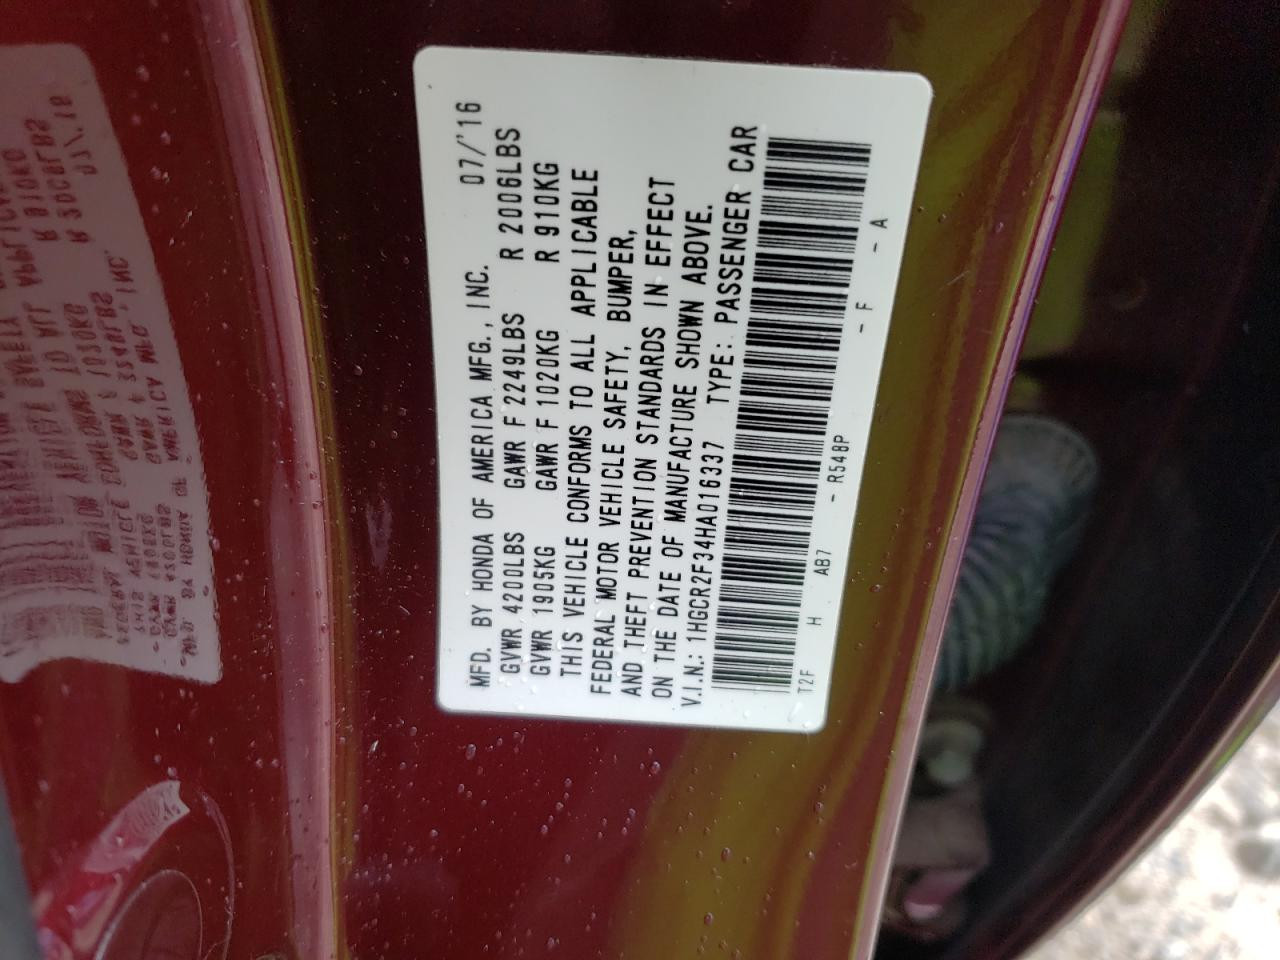 07/'16
MFD. BY HONDA OF AMERICA MFG., INC.
GVWR 4200LBS GAWR F 2249LBS R 2006LBS
GVWR 1905KG GAWR F 1020KG R 910KG
THIS VEHICLE CONFORMS TO ALL APPLICABLE
FEDERAL MOTOR VEHICLE SAFETY, BUMPER,
AND THEFT PREVENTION STANDARDS IN EFFECT
ON THE DATE OF MANUFACTURE SHOWN ABOVE.
V.I.N.: 1HGCR2F34HA016337 TYPE: PASSENGER CAR
T2F H AB7 - R548P - F - A